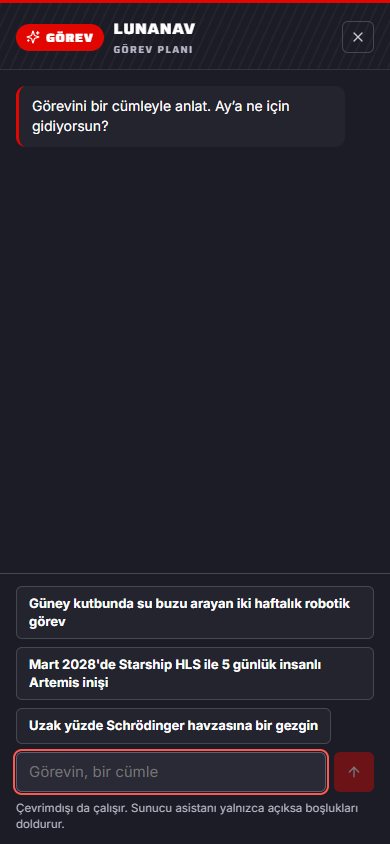 GÖREV
LUNANAV
GÖREV PLANI
Görevini bir cümleyle anlat. Ay’a ne için
gidiyorsun?
Güney kutbunda su buzu arayan iki haftalık robotik
görev
Mart 2028'de Starship HLS ile 5 günlük insanlı
Artemis inişi
Uzak yüzde Schrödinger havzasına bir gezgin
Görevin, bir cümle
Çevrimdışı da çalışır. Sunucu asistanı yalnızca açıksa boşlukları
doldurur.